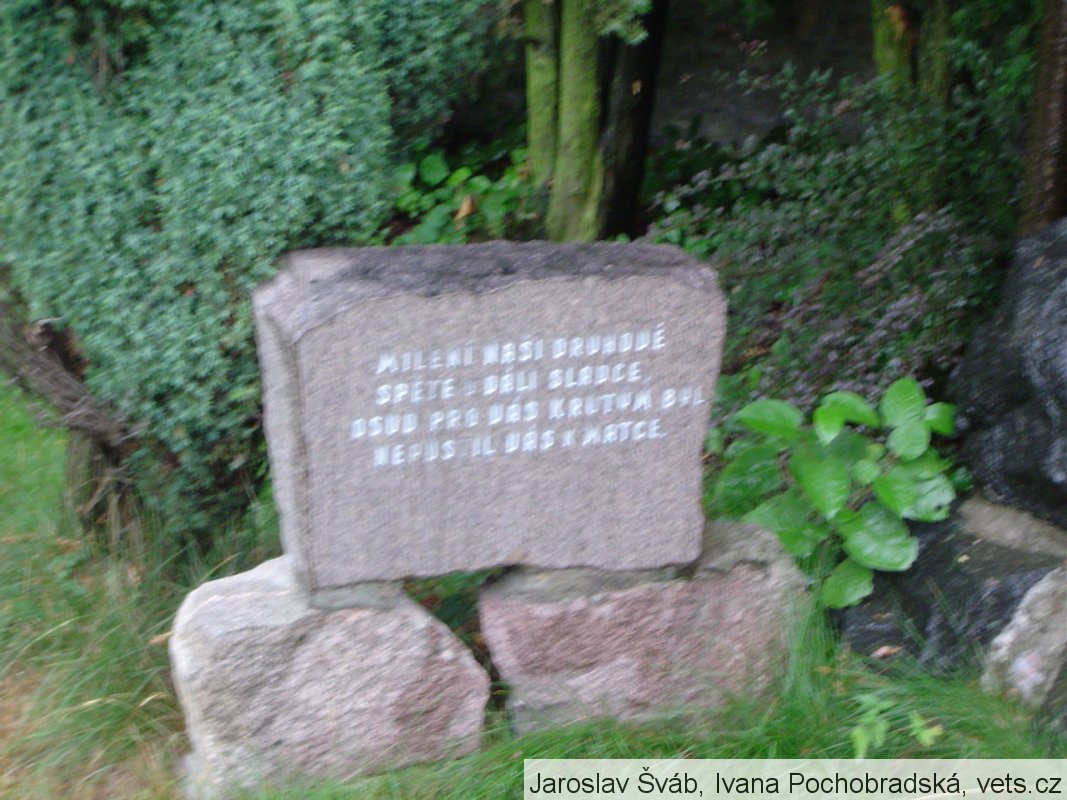 MILENÍ NAŠI DRUHOVÉ
SPĚTE V DÁLI SLADCE,
OSUD PRO VÁS KRUTÝM BYL
NEPUSTIL VÁS K MATCE.
Jaroslav Šváb, Ivana Pochobradská, vets.cz